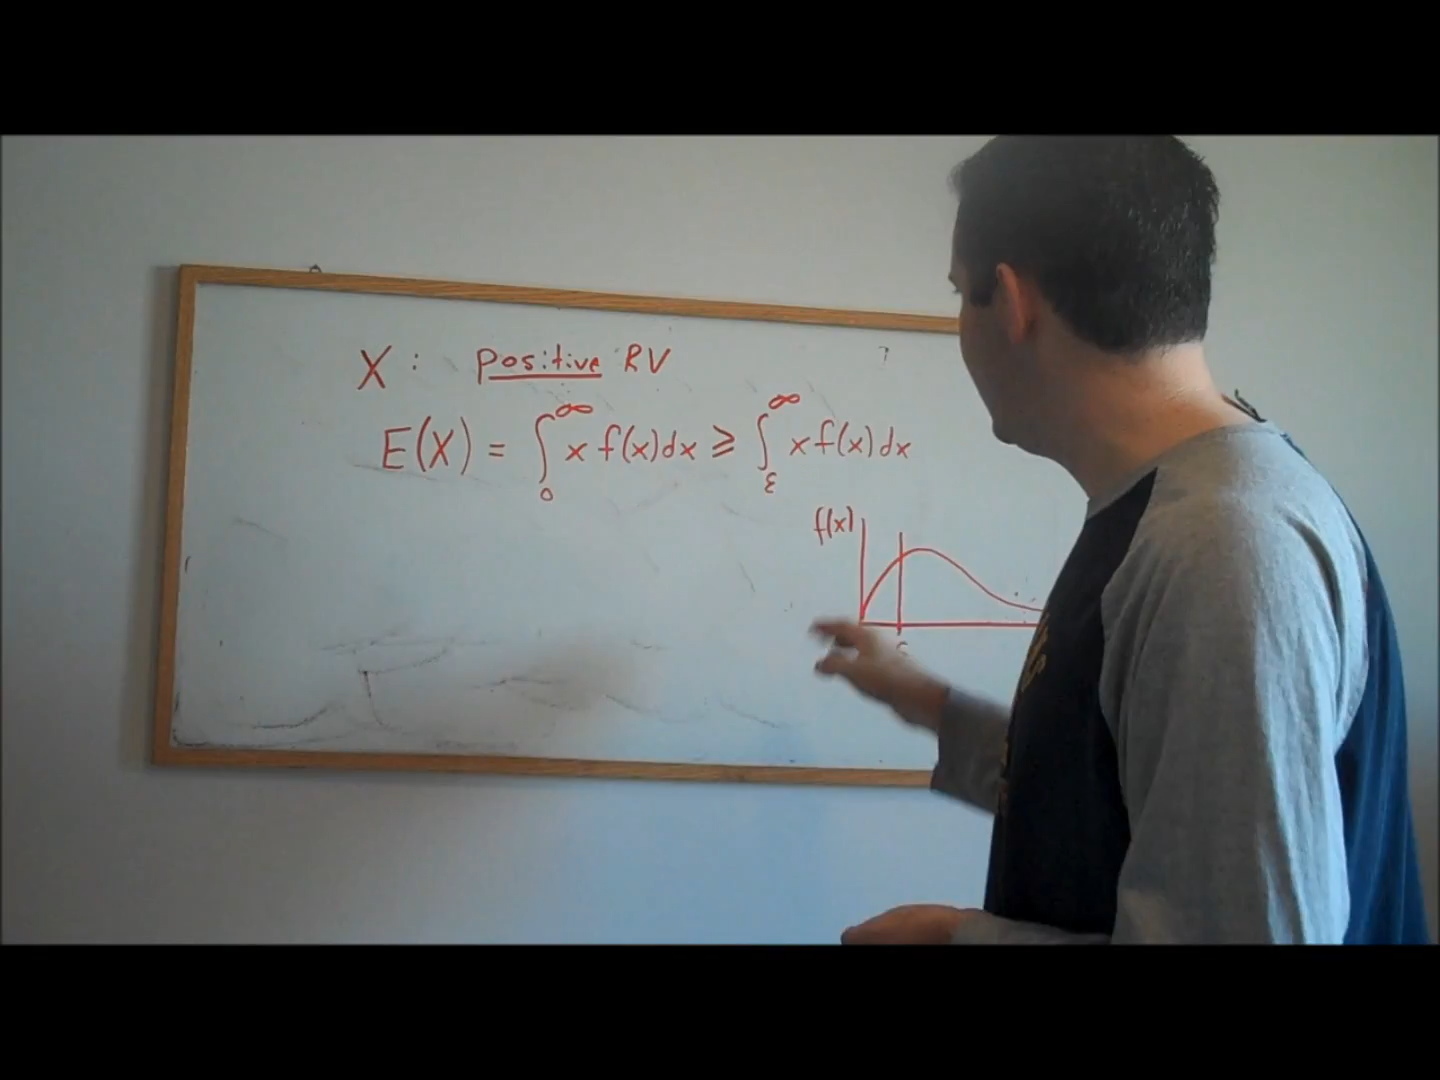 X : positive RV
E(X) = ∫₀^∞ x f(x)dx ≥ ∫_ε^∞ x f(x) dx
f(x)